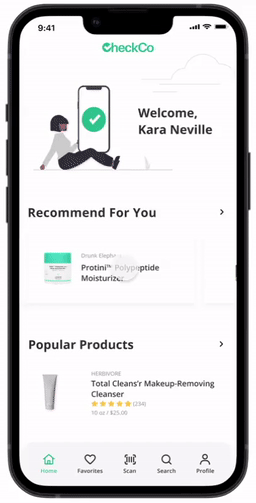 9:41
CheckCo
Welcome,
Kara Neville
Recommend For You
Drunk Elephant
Protini™ Polypeptide
Moisturizer
Popular Products
HERBIVORE
Total Cleans'r Makeup-Removing
Cleanser
(234)
10 oz / $25.00
Home Favorites Scan Search Profile